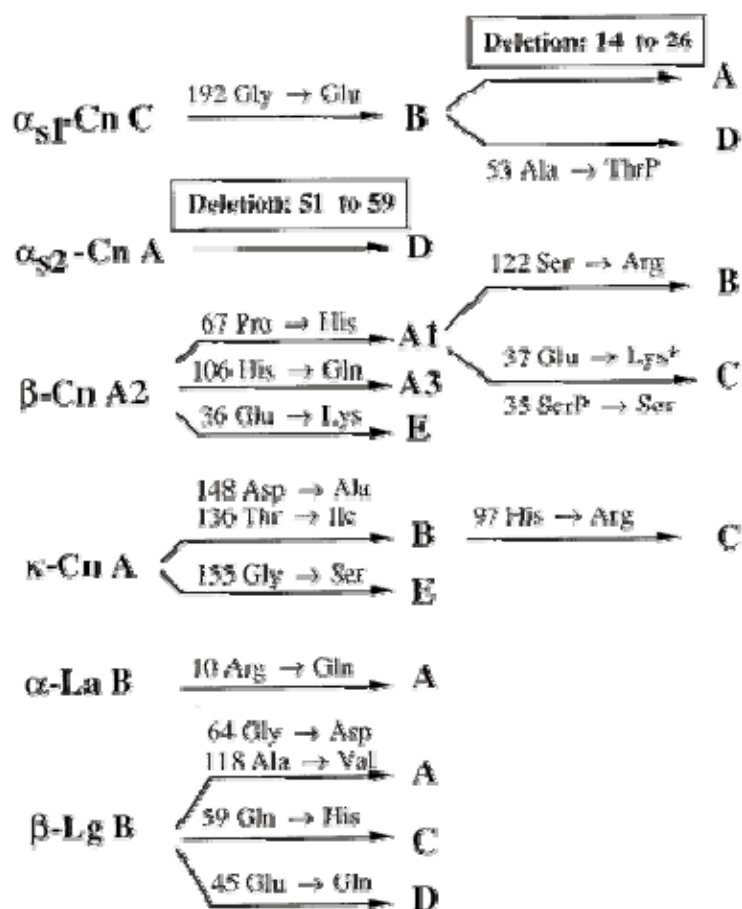 Deletion: 14 to 26
A
αs1-Cn C 192 Gly → Glu B
D
53 Ala → ThrP
Deletion: 51 to 59
αs2-Cn A D
122 Ser → Arg B
67 Pro → His A1
β-Cn A2 106 His → Gln A3
37 Glu → Lys* C
35 SerP → Ser
36 Glu → Lys E
148 Asp → Ala
136 Thr → Ile B 97 His → Arg C
κ-Cn A
155 Gly → Ser E
α-La B 10 Arg → Gln A
64 Gly → Asp
118 Ala → Val A
β-Lg B 59 Gln → His C
45 Glu → Gln D